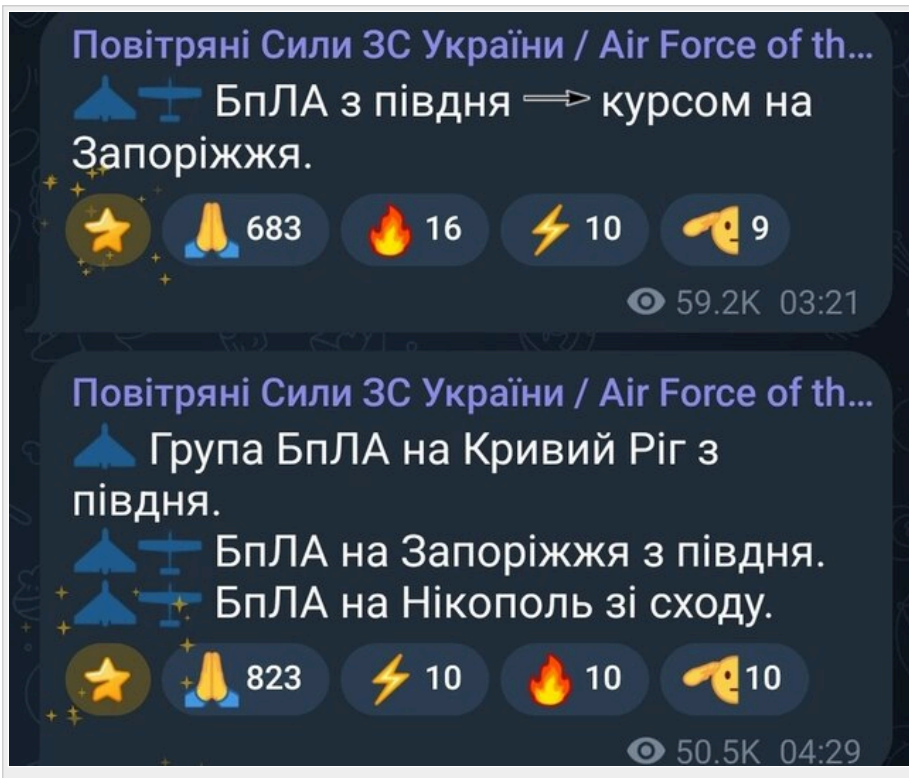 Повітряні Сили ЗС України / Air Force of th...
БпЛА з півдня ⟹ курсом на
Запоріжжя.
683 16 10 9
59.2K 03:21
Повітряні Сили ЗС України / Air Force of th...
Група БпЛА на Кривий Ріг з
півдня.
БпЛА на Запоріжжя з півдня.
БпЛА на Нікополь зі сходу.
823 10 10 10
50.5K 04:29